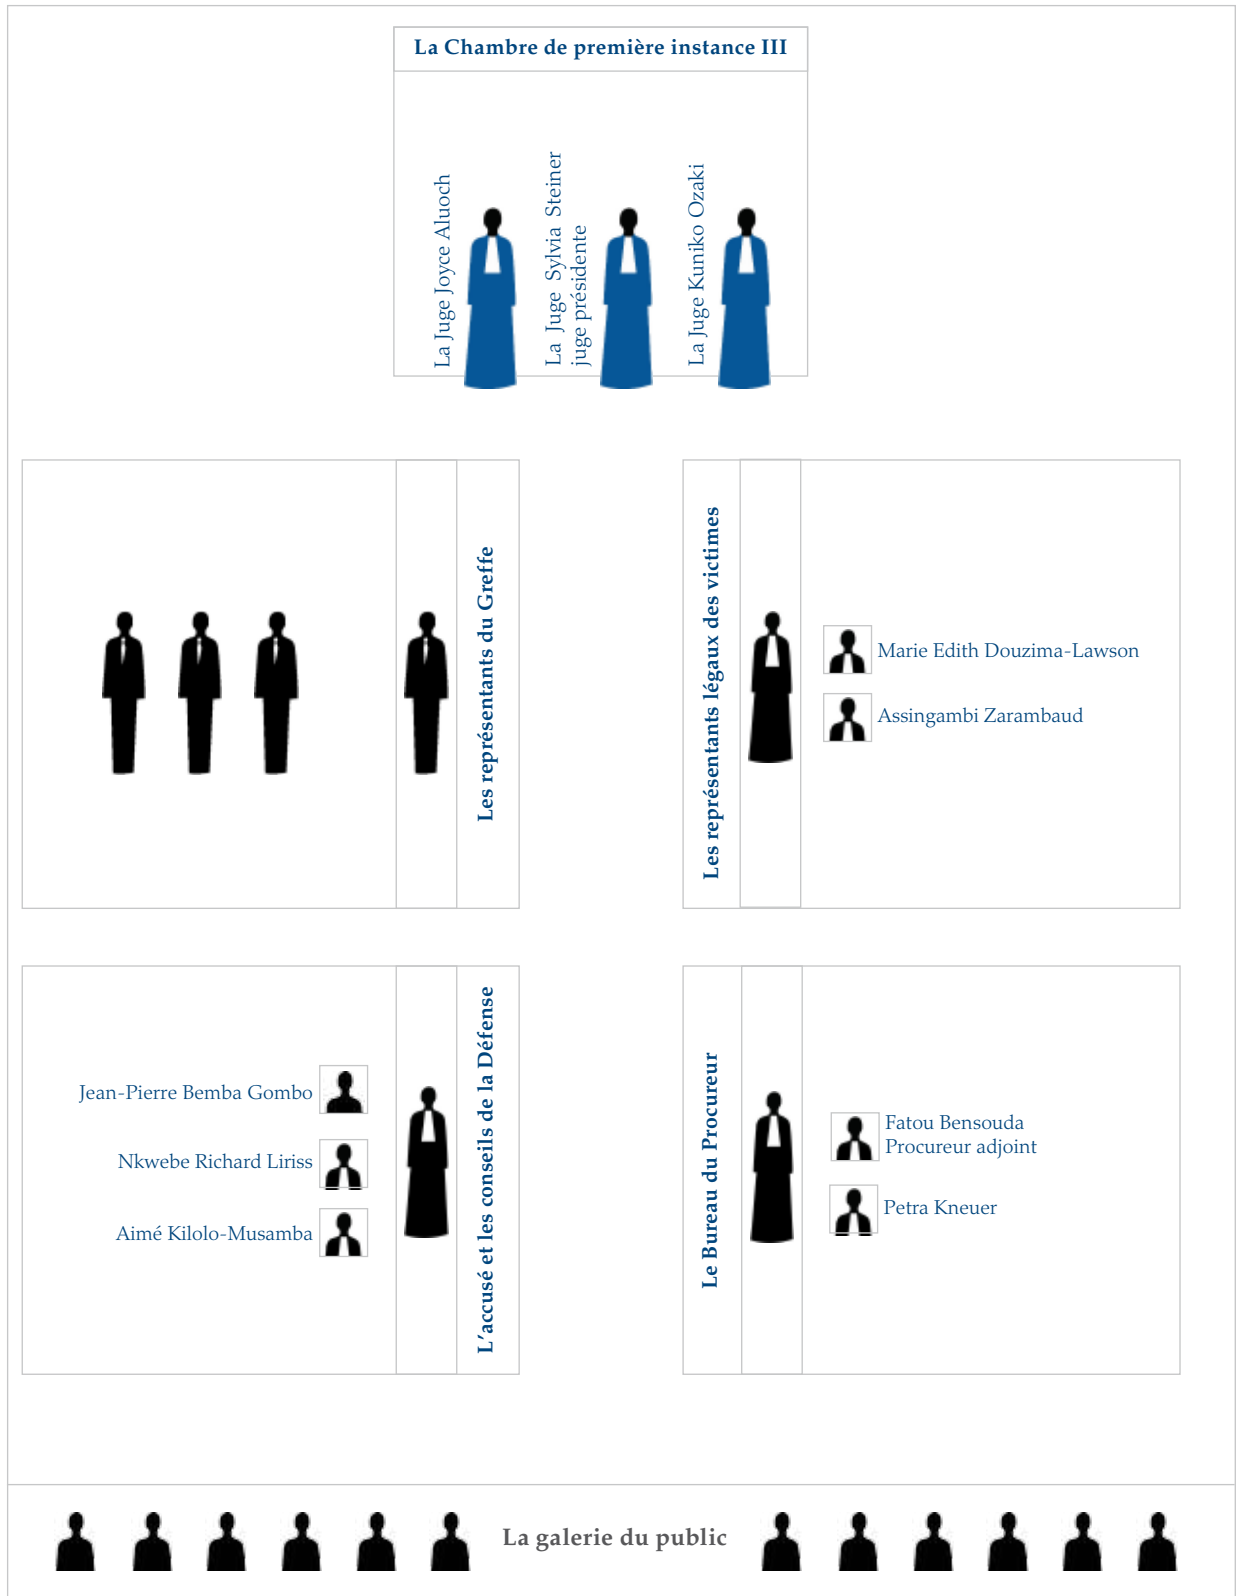 La Chambre de première instance III
La Juge Joyce Aluoch
La Juge Sylvia Steiner
juge présidente
La Juge Kuniko Ozaki
Les représentants du Greffe
Les représentants légaux des victimes
Marie Edith Douzima-Lawson
Assingambi Zarambaud
L'accusé et les conseils de la Défense
Jean-Pierre Bemba Gombo
Nkwebe Richard Liriss
Aimé Kilolo-Musamba
Le Bureau du Procureur
Fatou Bensouda
Procureur adjoint
Petra Kneuer
La galerie du public